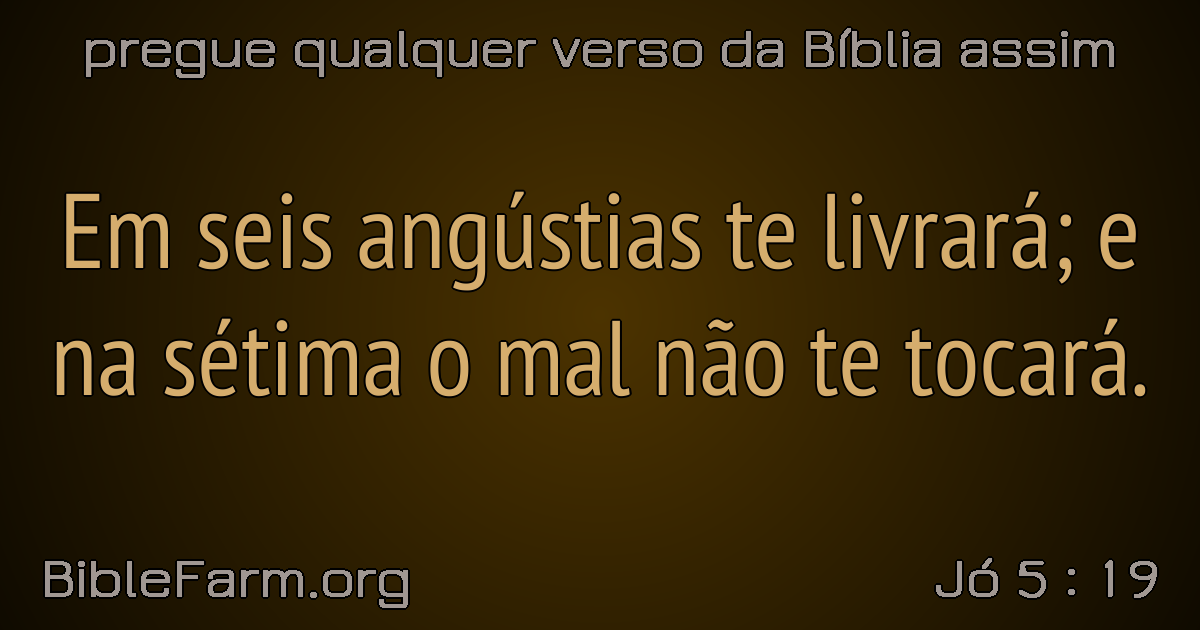 pregue qualquer verso da Bíblia assim
Em seis angústias te livrará; e
na sétima o mal não te tocará.
BibleFarm.org
Jó 5 : 19